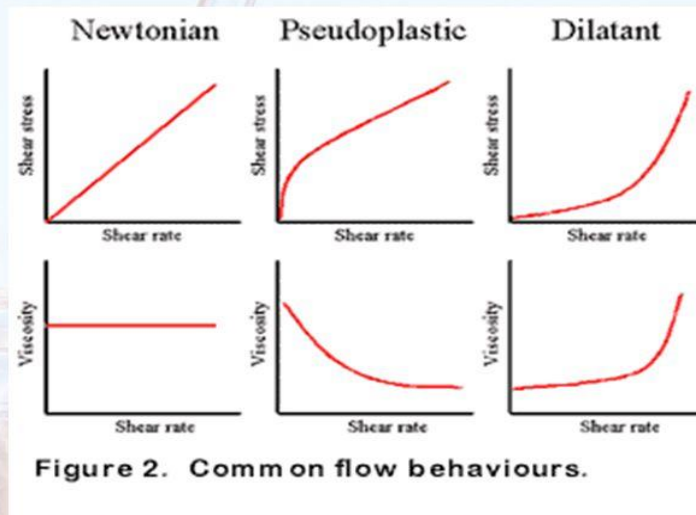 Newtonian Pseudoplastic Dilatant
Shear stress Shear stress Shear stress
Shear rate Shear rate Shear rate
Viscosity Viscosity Viscosity
Shear rate Shear rate Shear rate
Figure 2. Common flow behaviours.